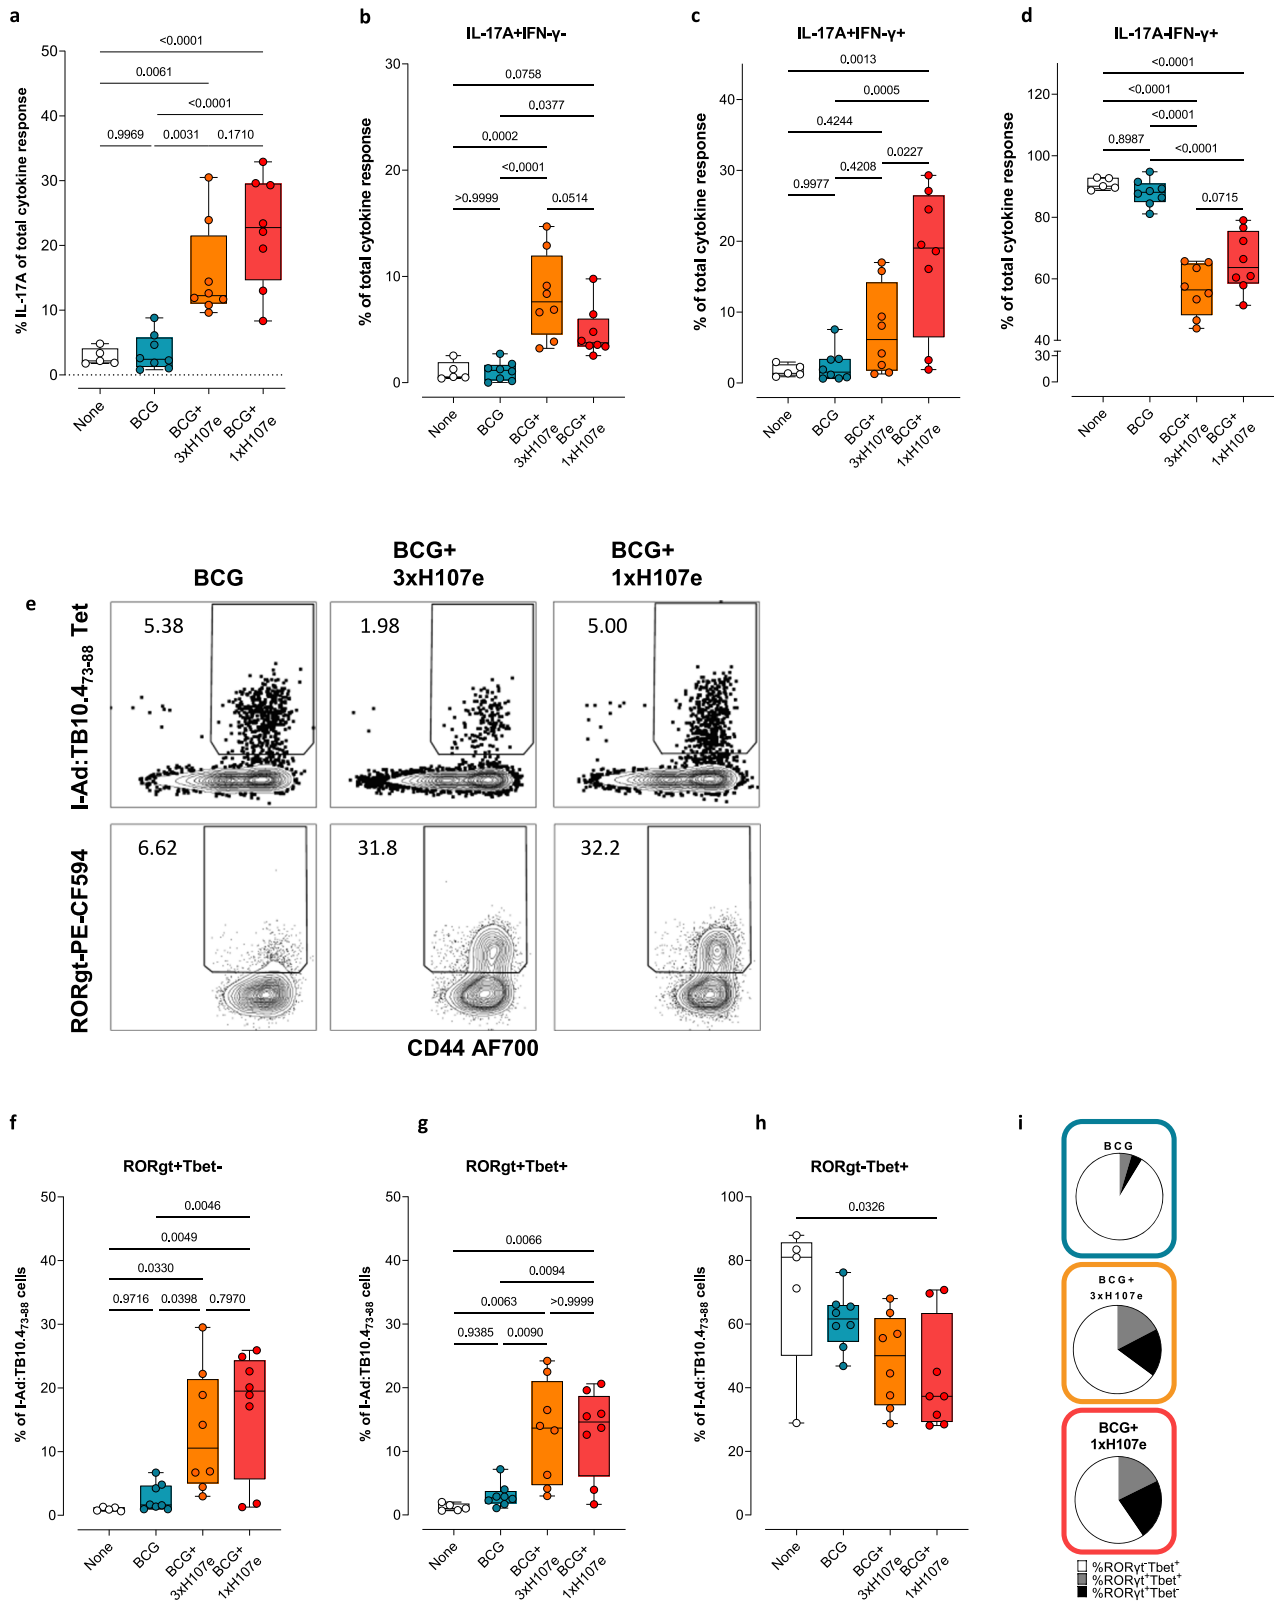 a
<0.0001
0.0061
<0.0001
0.9969 0.0031 0.1710
% IL-17A of total cytokine response
50
40
30
20
10
0
None
BCG
BCG+
3xH107e
BCG+
1xH107e
b
IL-17A+IFN-γ-
0.0758
0.0377
0.0002
<0.0001
>0.9999 0.0514
% of total cytokine response
30
20
10
0
None
BCG
BCG+
3xH107e
BCG+
1xH107e
c
IL-17A+IFN-γ+
0.0013
0.0005
0.4244
0.4208 0.0227
0.9977
% of total cytokine response
40
30
20
10
0
None
BCG
BCG+
3xH107e
BCG+
1xH107e
d
IL-17A-IFN-γ+
<0.0001
<0.0001
<0.0001
0.8987 <0.0001
0.0715
% of total cytokine response
120
100
80
60
40
30
0
None
BCG
BCG+
3xH107e
BCG+
1xH107e
e
BCG
BCG+
3xH107e
BCG+
1xH107e
I-Ad:TB10.473-88 Tet
5.38
1.98
5.00
RORgt-PE-CF594
6.62
31.8
32.2
CD44 AF700
f
RORgt+Tbet-
0.0046
0.0049
0.0330
0.9716 0.0398 0.7970
% of I-Ad:TB10.473-88 cells
50
40
30
20
10
0
None
BCG
BCG+
3xH107e
BCG+
1xH107e
g
RORgt+Tbet+
0.0066
0.0094
0.0063 >0.9999
0.9385 0.0090
% of I-Ad:TB10.473-88 cells
50
40
30
20
10
0
None
BCG
BCG+
3xH107e
BCG+
1xH107e
h
RORgt-Tbet+
0.0326
% of I-Ad:TB10.473-88 cells
100
80
60
40
20
0
None
BCG
BCG+
3xH107e
BCG+
1xH107e
i
BCG
BCG+
3xH107e
BCG+
1xH107e
%RORγt-Tbet+
%RORγt+Tbet+
%RORγt+Tbet-